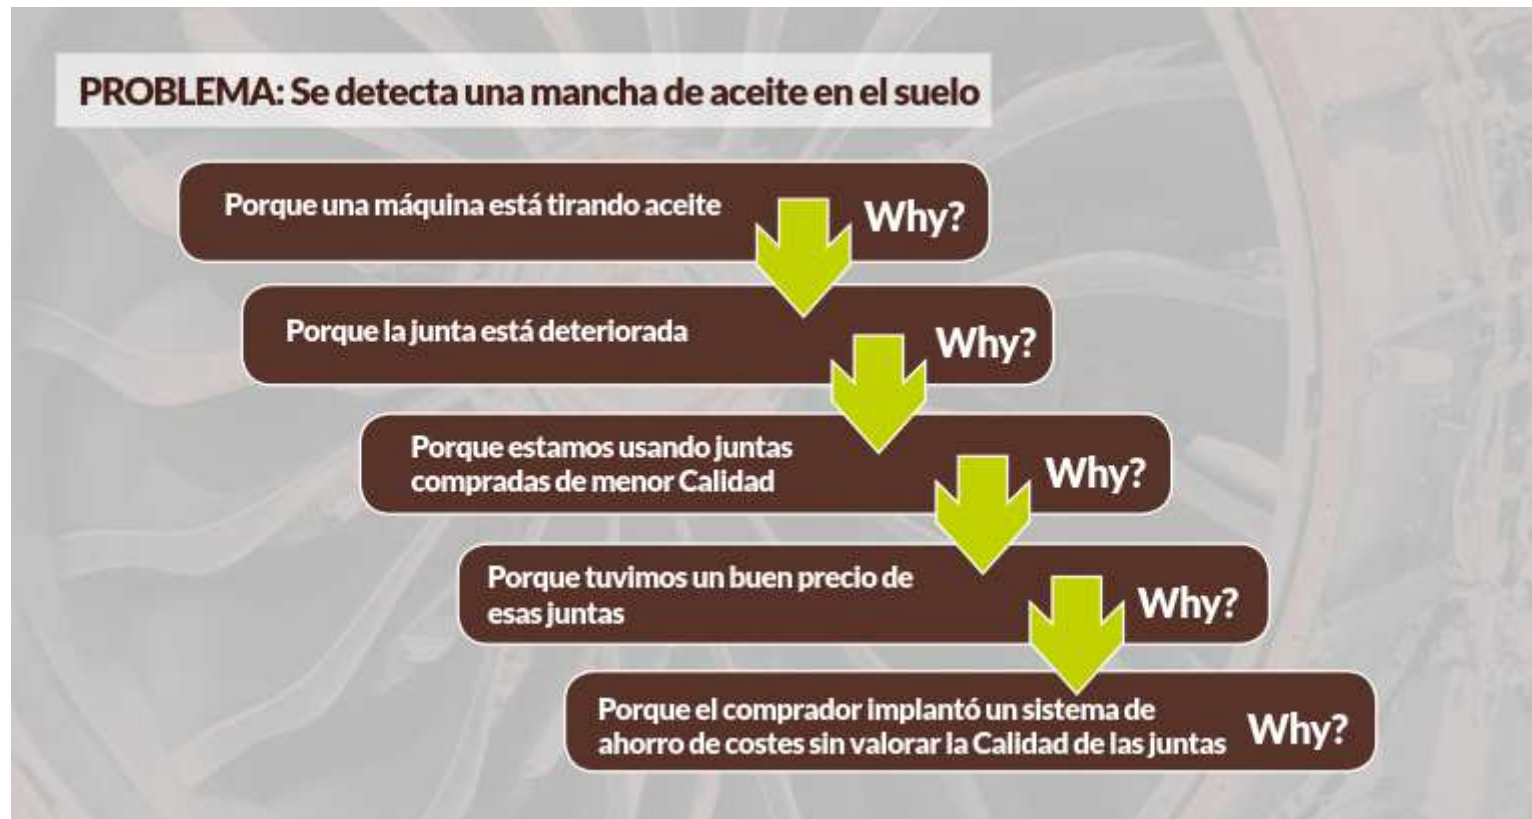 PROBLEMA: Se detecta una mancha de aceite en el suelo
Porque una máquina está tirando aceite
Why?
Porque la junta está deteriorada
Why?
Porque estamos usando juntas
compradas de menor Calidad
Why?
Porque tuvimos un buen precio de
esas juntas
Why?
Porque el comprador implantó un sistema de
ahorro de costes sin valorar la Calidad de las juntas
Why?